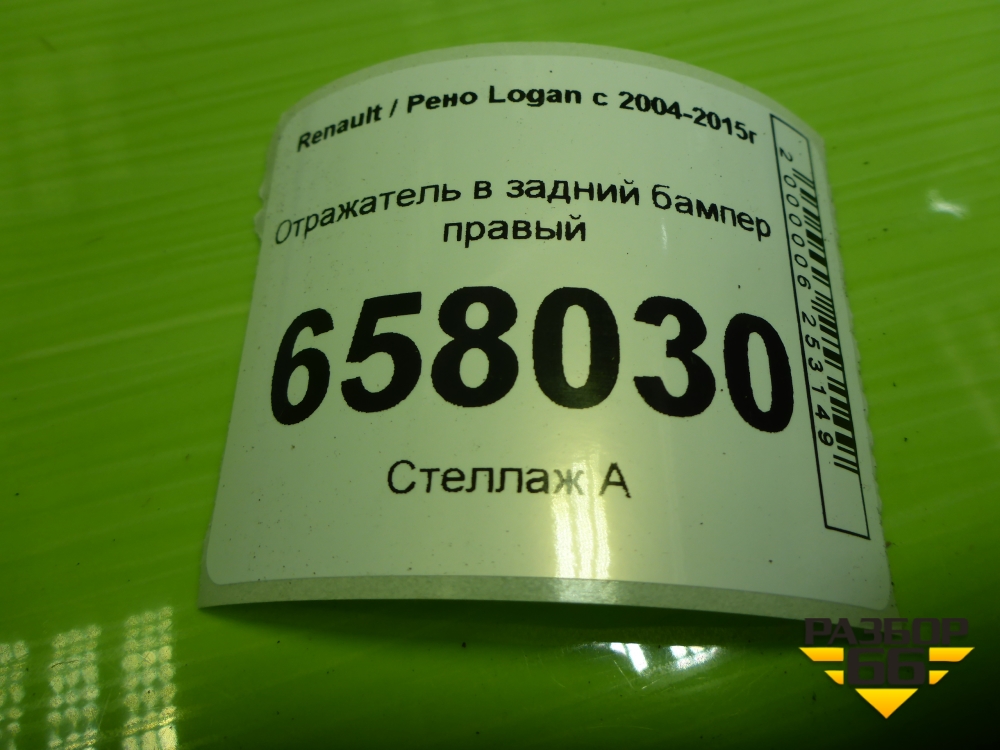 Renault / Рено Logan с 2004-2015г
Отражатель в задний бампер
правый
658030
Стеллаж А
2000006253149
РАЗБОР
66